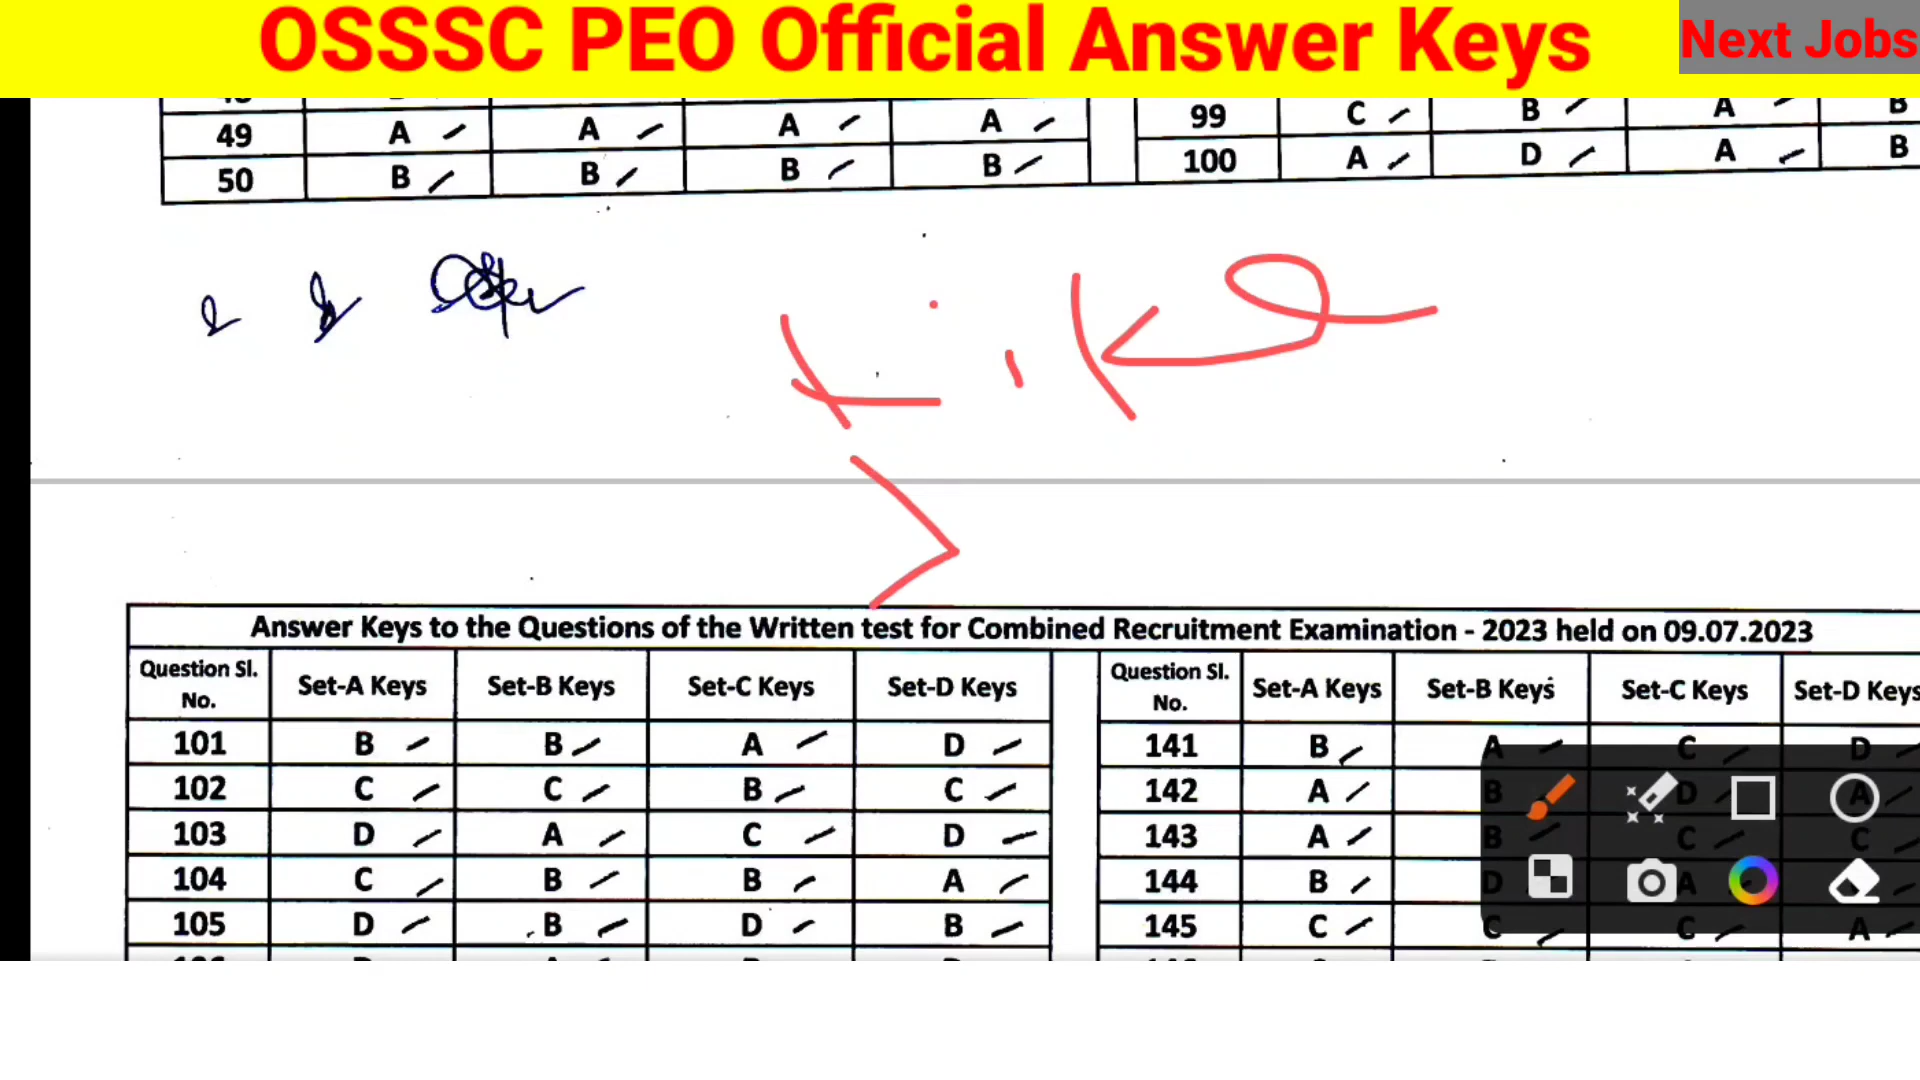 OSSSC PEO Official Answer Keys
Next Jobs
49 A A A A 99 C B A B
50 B B B B 100 A D A B
Like
Answer Keys to the Questions of the Written test for Combined Recruitment Examination - 2023 held on 09.07.2023
Question Sl. No. Set-A Keys Set-B Keys Set-C Keys Set-D Keys Question Sl. No. Set-A Keys Set-B Keys Set-C Keys Set-D Keys
101 B B A D 141 B A C D
102 C C B C 142 A B D A
103 D A C D 143 A B C C
104 C B B A 144 B D A
105 D B D B 145 C C C A